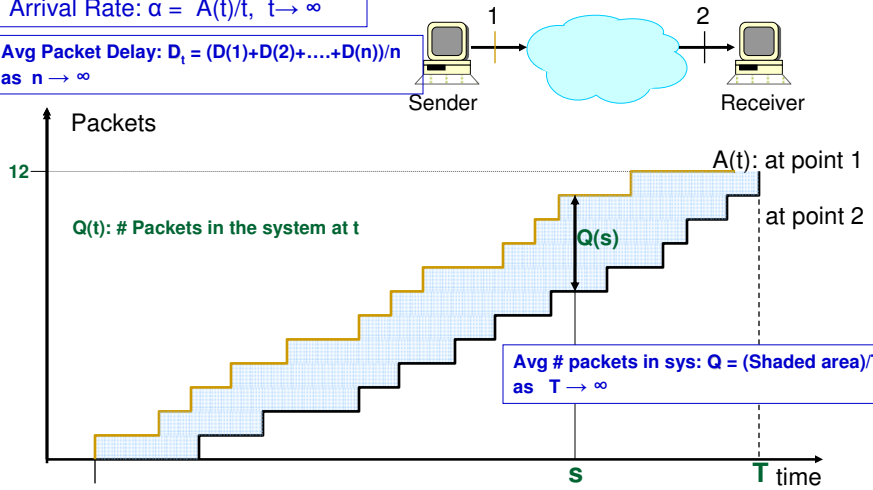 Arrival Rate: α = A(t)/t, t→ ∞
Avg Packet Delay: Dₜ = (D(1)+D(2)+….+D(n))/n
as n → ∞
1
2
Sender
Receiver
Packets
12
A(t): at point 1
at point 2
Q(t): # Packets in the system at t
Q(s)
Avg # packets in sys: Q = (Shaded area)/T
as T → ∞
s
T time